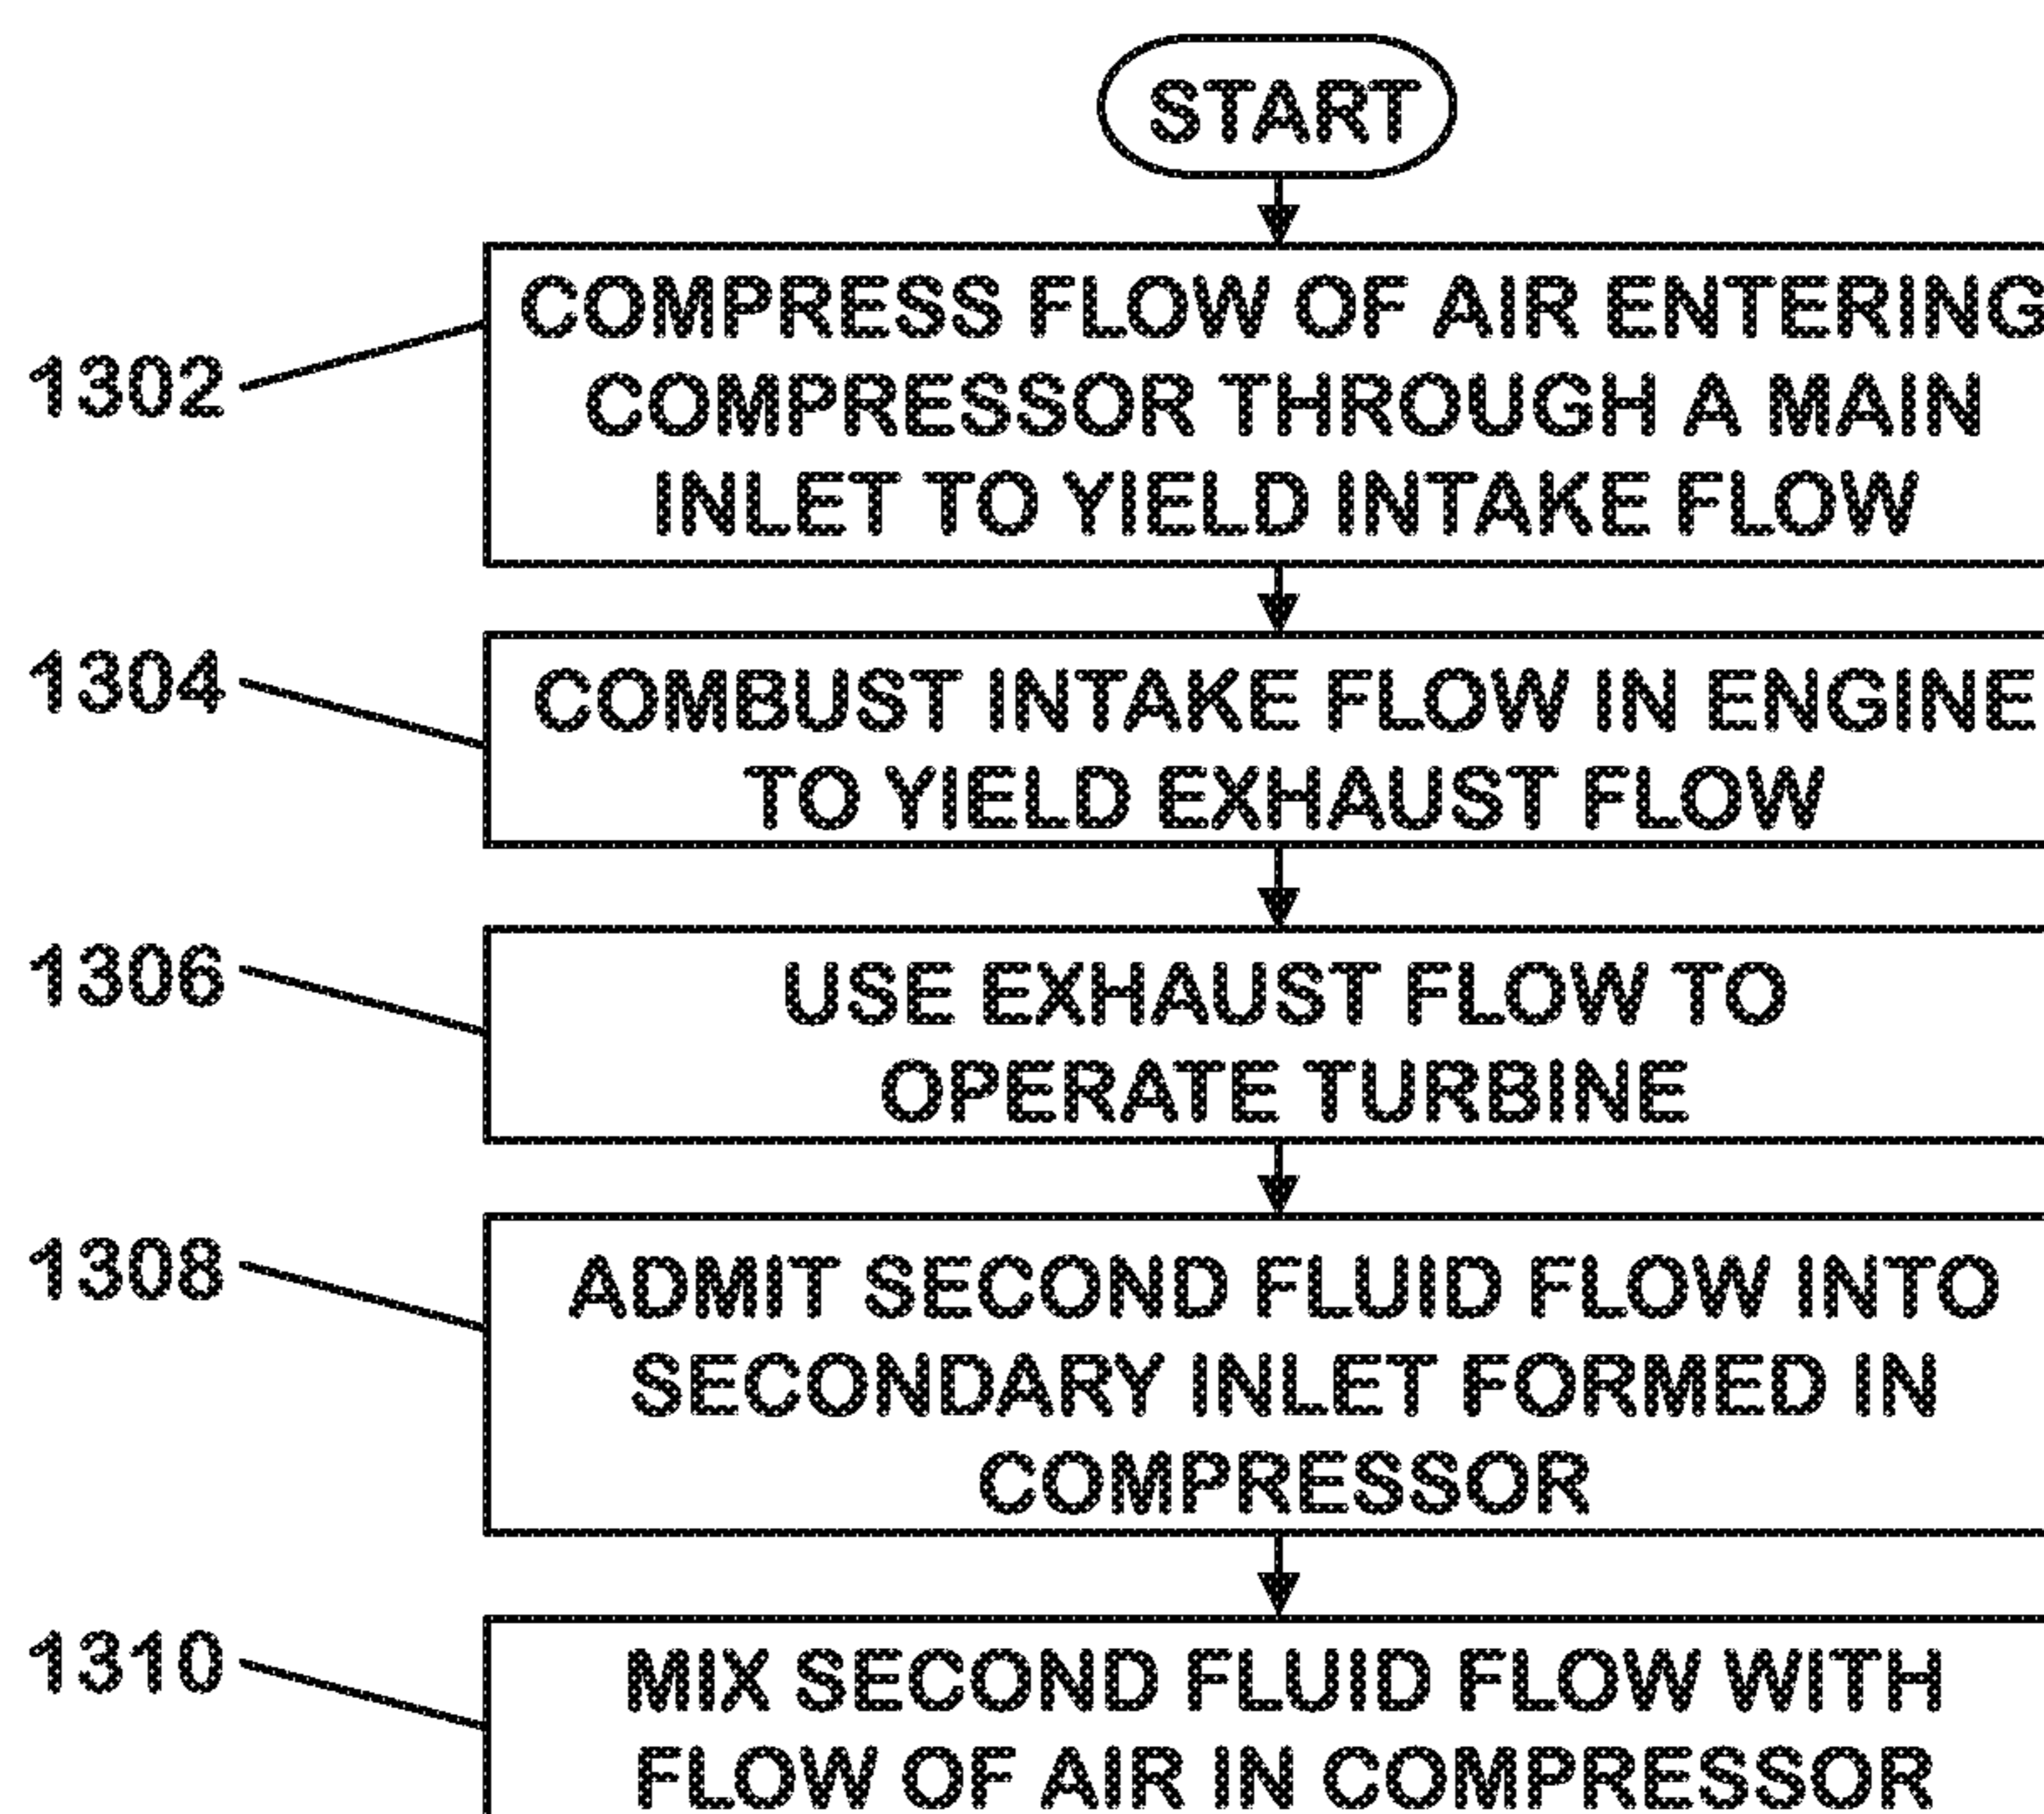 START
1302
COMPRESS FLOW OF AIR ENTERING
COMPRESSOR THROUGH A MAIN
INLET TO YIELD INTAKE FLOW
1304
COMBUST INTAKE FLOW IN ENGINE
TO YIELD EXHAUST FLOW
1306
USE EXHAUST FLOW TO
OPERATE TURBINE
1308
ADMIT SECOND FLUID FLOW INTO
SECONDARY INLET FORMED IN
COMPRESSOR
1310
MIX SECOND FLUID FLOW WITH
FLOW OF AIR IN COMPRESSOR